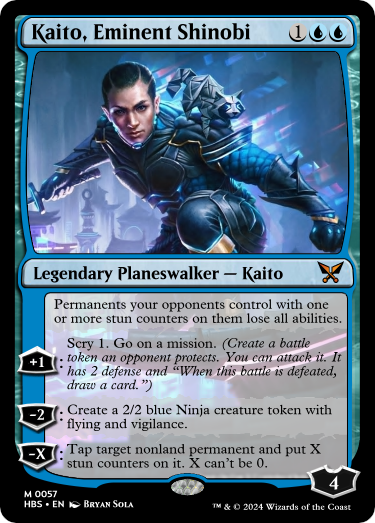 Kaito, Eminent Shinobi 1
Legendary Planeswalker — Kaito
Permanents your opponents control with one
or more stun counters on them lose all abilities.
+1: Scry 1. Go on a mission. (Create a battle
token an opponent protects. You can attack it. It
has 2 defense and “When this battle is defeated,
draw a card.”)
−2: Create a 2/2 blue Ninja creature token with
flying and vigilance.
−X: Tap target nonland permanent and put X
stun counters on it. X can't be 0.
4
M 0057
HBS • EN Bryan Sola
™ & © 2024 Wizards of the Coast